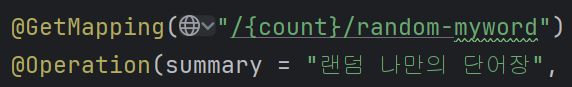 @GetMapping("/{count}/random-myword")
@Operation(summary = "랜덤 나만의 단어장",